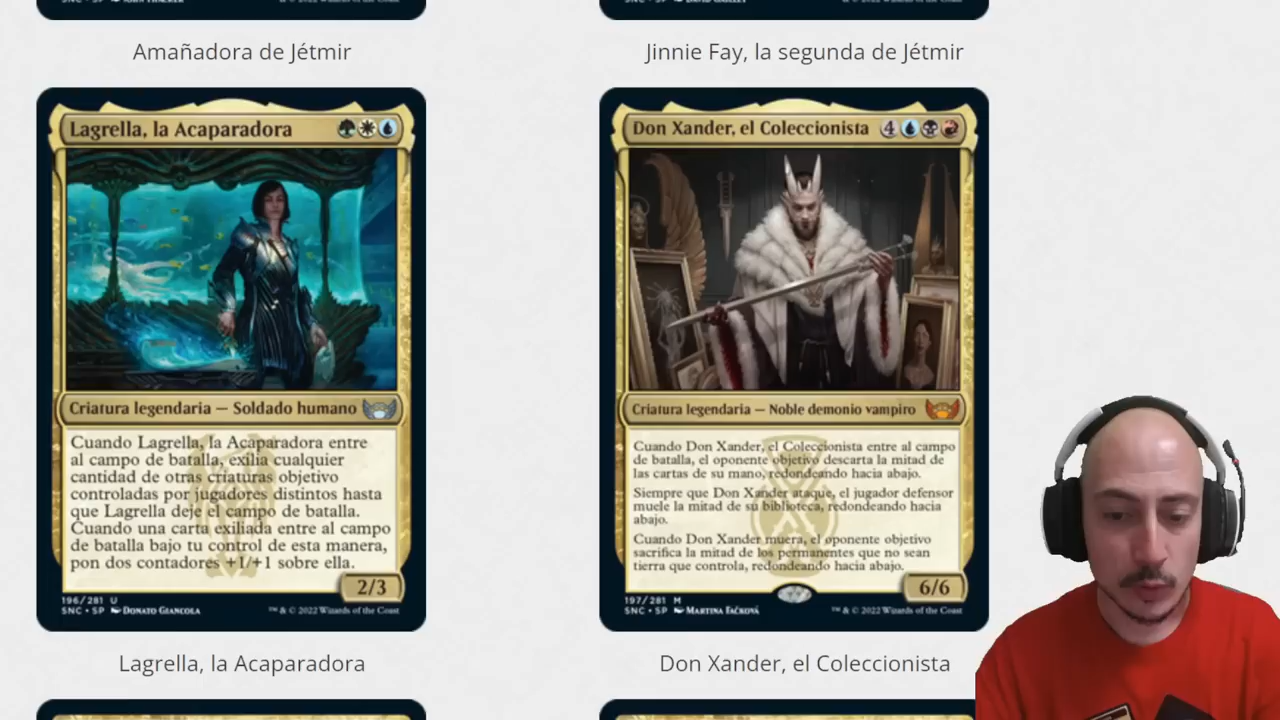 SNC • SP
Amañadora de Jétmir
Jinnie Fay, la segunda de Jétmir
Lagrella, la Acaparadora
Criatura legendaria — Soldado humano
Cuando Lagrella, la Acaparadora entre
al campo de batalla, exilia cualquier
cantidad de otras criaturas objetivo
controladas por jugadores distintos hasta
que Lagrella deje el campo de batalla.
Cuando una carta exiliada entre al campo
de batalla bajo tu control de esta manera,
pon dos contadores +1/+1 sobre ella.
2/3
196/281 U
SNC • SP DONATO GIANCOLA ™ & © 2022 Wizards of the Coast
Lagrella, la Acaparadora
Don Xander, el Coleccionista 4
Criatura legendaria — Noble demonio vampiro
Cuando Don Xander, el Coleccionista entre al campo
de batalla, el oponente objetivo descarta la mitad de
las cartas de su mano, redondeando hacia abajo.
Siempre que Don Xander ataque, el jugador defensor
muele la mitad de su biblioteca, redondeando hacia
abajo.
Cuando Don Xander muera, el oponente objetivo
sacrifica la mitad de los permanentes que no sean
tierra que controla, redondeando hacia abajo.
6/6
197/281 M
SNC • SP MARTINA FAČKOVÁ ™ & © 2022 Wizards of the Coast
Don Xander, el Coleccionista